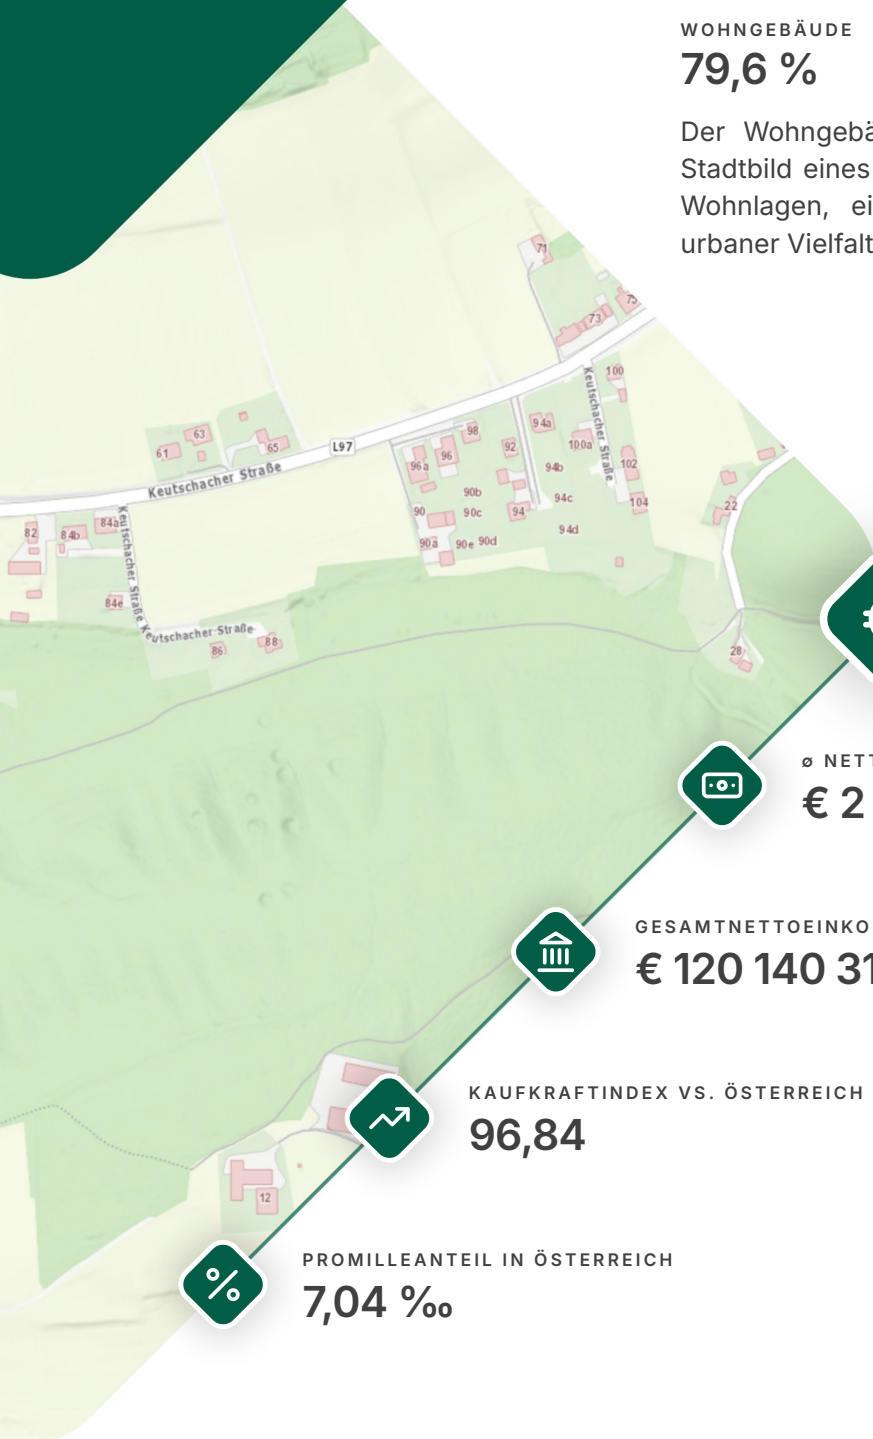 WOHNGEBÄUDE
79,6 %
Der Wohngebä
Stadtbild eines
Wohnlagen, ei
urbaner Vielfalt
71
75
73
100
Keutschacher Straße
98
94a
63
61
65
L97
96
92
100a
96a
94b
102
Keutschacher Straße
90b
94c
104
22
90
90c
94
84a
82
84b
94d
90a
90e
90d
Keutschacher Straße
84e
Keutschacher Straße
86
88
28
ø NETT
€ 2
GESAMTNETTOEINKO
€ 120 140 31
KAUFKRAFTINDEX VS. ÖSTERREICH
96,84
12
PROMILLEANTEIL IN ÖSTERREICH
7,04 ‰